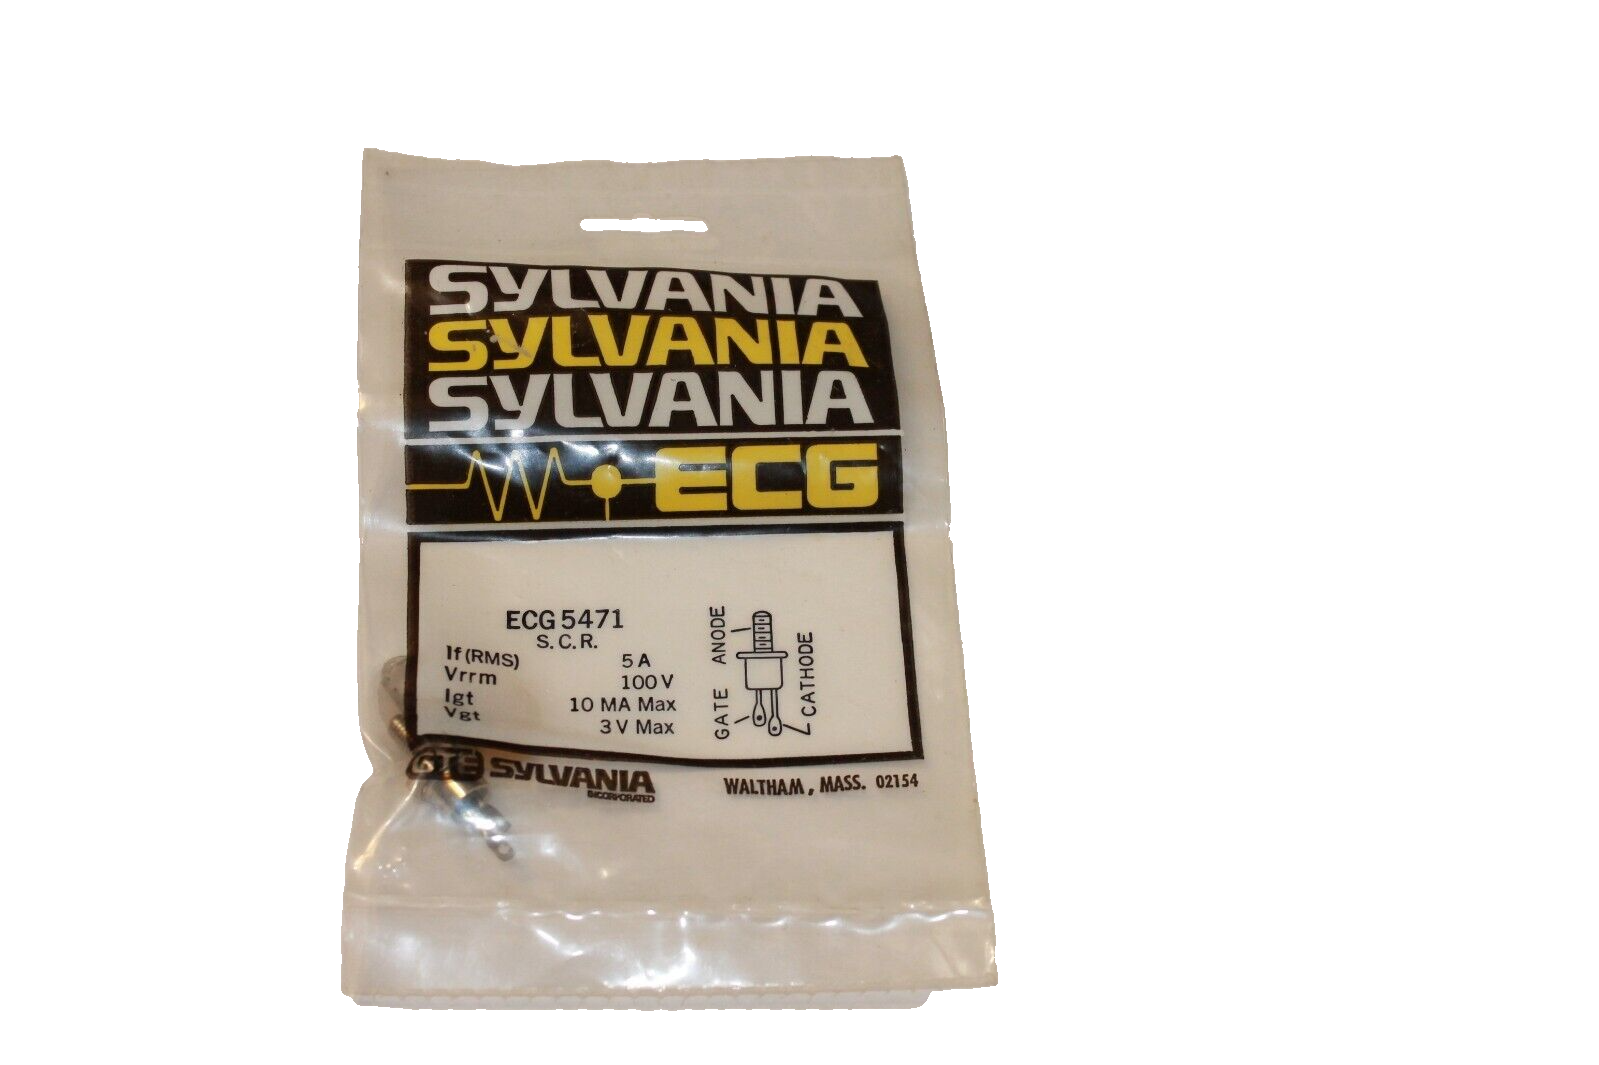 SYLVANIA
SYLVANIA
SYLVANIA
ECG
ECG 5471
S.C.R.
If (RMS) 5 A
Vrrm 100 V
Igt 10 MA Max
Vgt 3 V Max
GATE ANODE
CATHODE
GTE SYLVANIA
INCORPORATED
WALTHAM, MASS. 02154